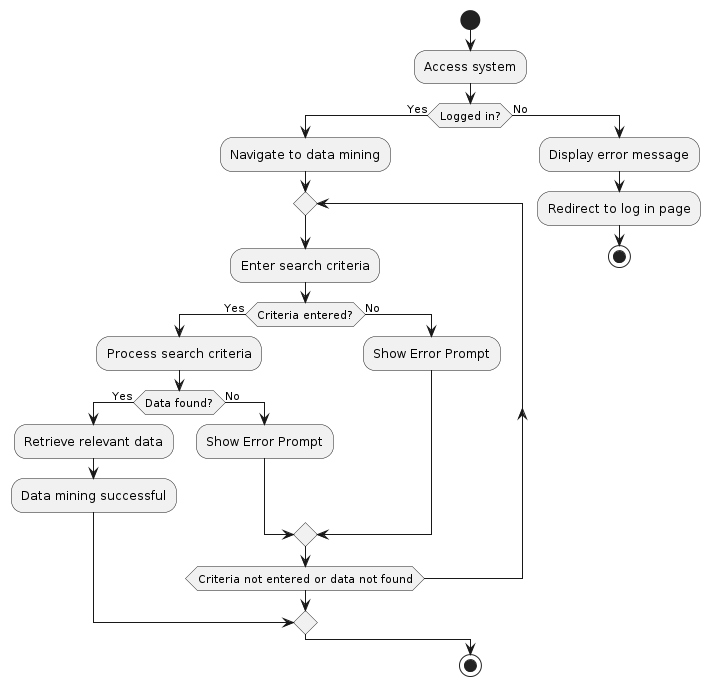 Access system
Yes
Logged in?
No
Navigate to data mining
Display error message
Redirect to log in page
Enter search criteria
Yes
Criteria entered?
No
Process search criteria
Show Error Prompt
Yes
Data found?
No
Retrieve relevant data
Show Error Prompt
Data mining successful
Criteria not entered or data not found